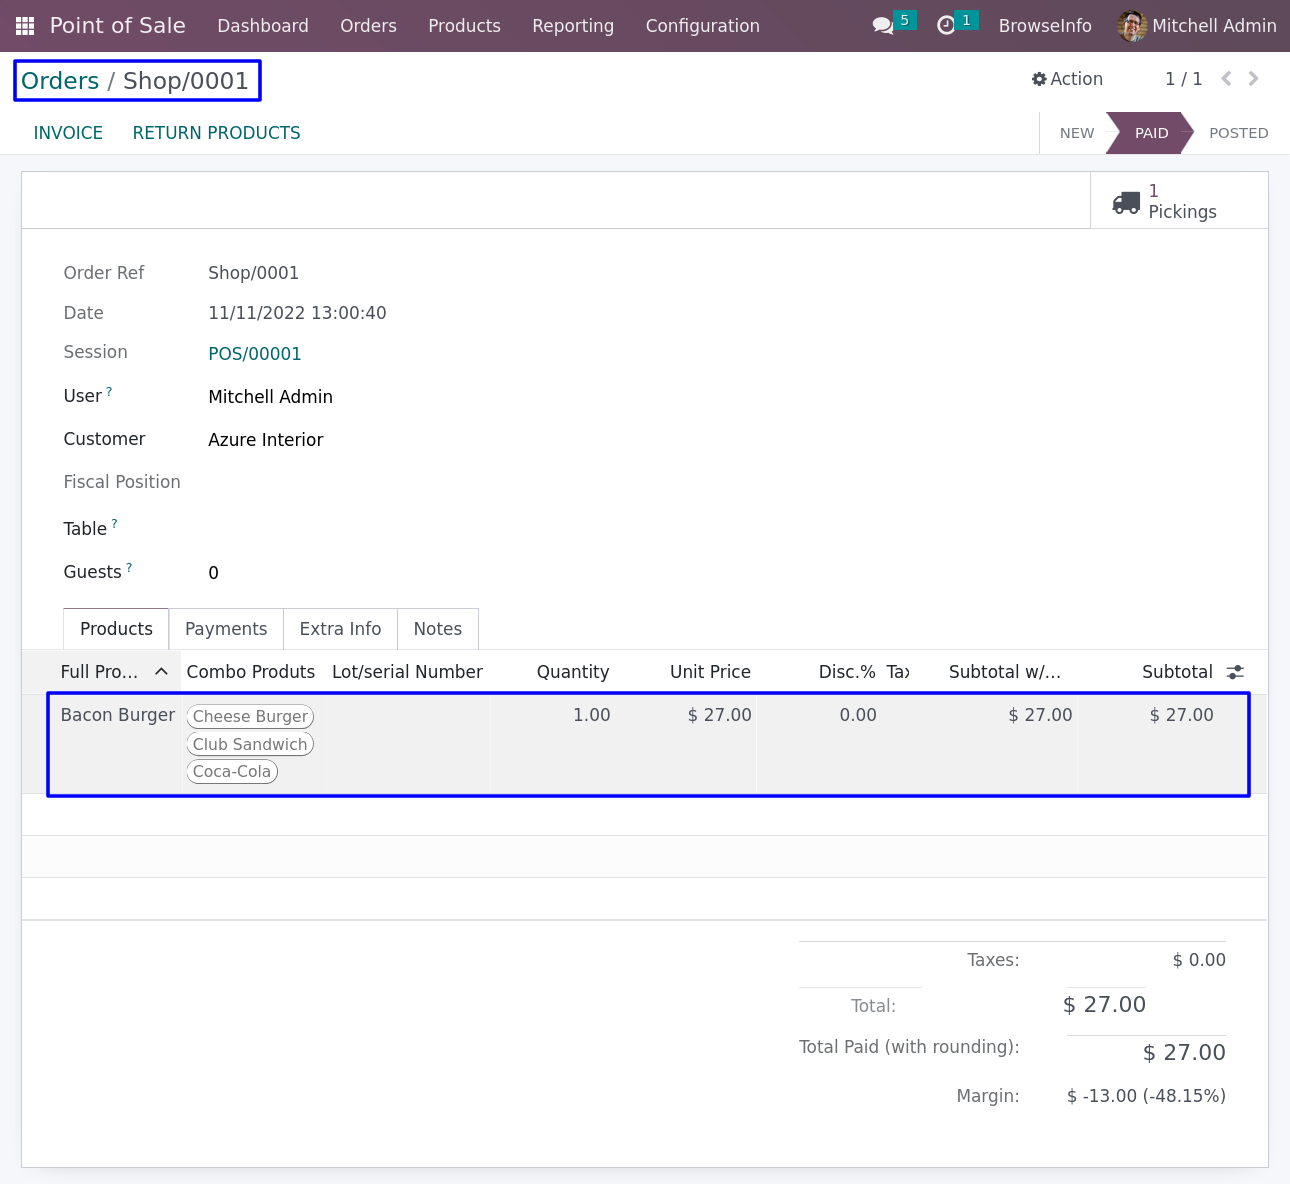 Point of Sale Dashboard Orders Products Reporting Configuration 5 1 BrowseInfo Mitchell Admin
Orders / Shop/0001
Action 1 / 1
INVOICE RETURN PRODUCTS
NEW PAID POSTED
1
Pickings
Order Ref Shop/0001
Date 11/11/2022 13:00:40
Session POS/00001
User ? Mitchell Admin
Customer Azure Interior
Fiscal Position
Table ?
Guests ? 0
Products Payments Extra Info Notes
Full Pro... Combo Produts Lot/serial Number Quantity Unit Price Disc.% Tax Subtotal w/... Subtotal
Bacon Burger Cheese Burger 1.00 $ 27.00 0.00 $ 27.00 $ 27.00
Club Sandwich
Coca-Cola
Taxes: $ 0.00
Total: $ 27.00
Total Paid (with rounding): $ 27.00
Margin: $ -13.00 (-48.15%)